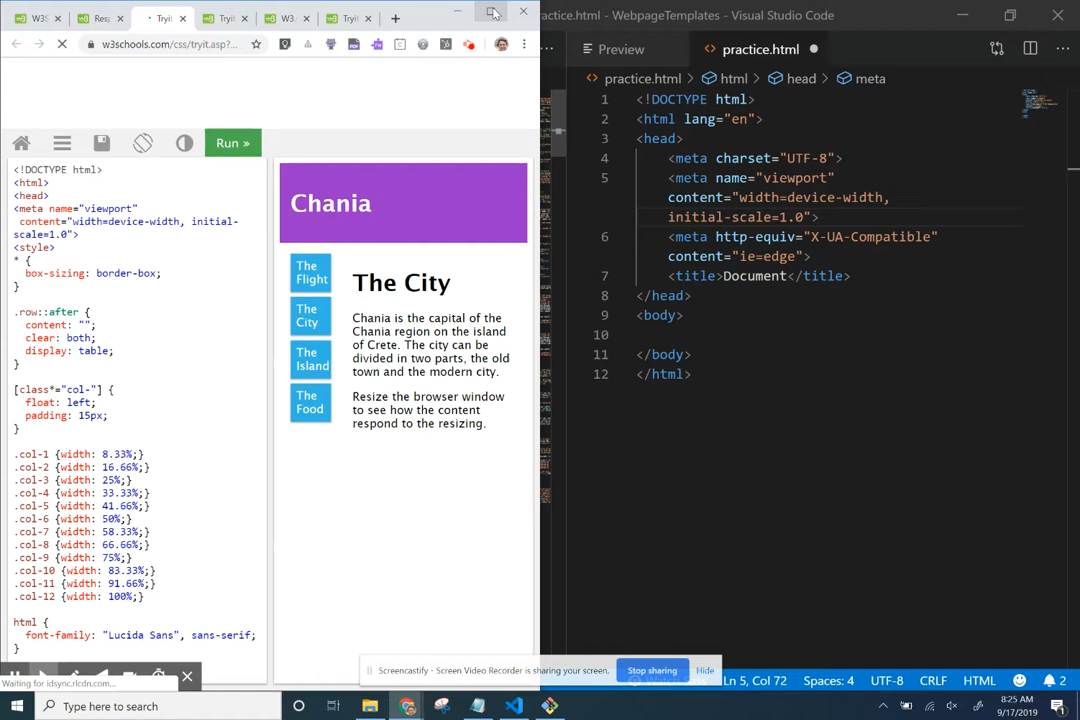 W3S
Resp
Tryit
Tryit
W3.
Tryit
w3schools.com/css/tryit.asp?...
Run »
<!DOCTYPE html>
<html>
<head>
<meta name="viewport"
content="width=device-width, initial-
scale=1.0">
<style>
* {
box-sizing: border-box;
}
.row::after {
content: "";
clear: both;
display: table;
}
[class*="col-"] {
float: left;
padding: 15px;
}
.col-1 {width: 8.33%;}
.col-2 {width: 16.66%;}
.col-3 {width: 25%;}
.col-4 {width: 33.33%;}
.col-5 {width: 41.66%;}
.col-6 {width: 50%;}
.col-7 {width: 58.33%;}
.col-8 {width: 66.66%;}
.col-9 {width: 75%;}
.col-10 {width: 83.33%;}
.col-11 {width: 91.66%;}
.col-12 {width: 100%;}
html {
font-family: "Lucida Sans", sans-serif;
}
Waiting for idsync.rlcdn.com...
Chania
The
Flight
The
City
The
Island
The
Food
The City
Chania is the capital of the
Chania region on the island
of Crete. The city can be
divided in two parts, the old
town and the modern city.
Resize the browser window
to see how the content
respond to the resizing.
practice.html - WebpageTemplates - Visual Studio Code
Preview
<> practice.html
<> practice.html > html > head > meta
1 <!DOCTYPE html>
2 <html lang="en">
3 <head>
4 <meta charset="UTF-8">
5 <meta name="viewport"
content="width=device-width,
initial-scale=1.0">
6 <meta http-equiv="X-UA-Compatible"
content="ie=edge">
7 <title>Document</title>
8 </head>
9 <body>
10
11 </body>
12 </html>
Screencastify - Screen Video Recorder is sharing your screen.
Stop sharing
Hide
Ln 5, Col 72
Spaces: 4
UTF-8
CRLF
HTML
2
Type here to search
8:25 AM
9/17/2019
1